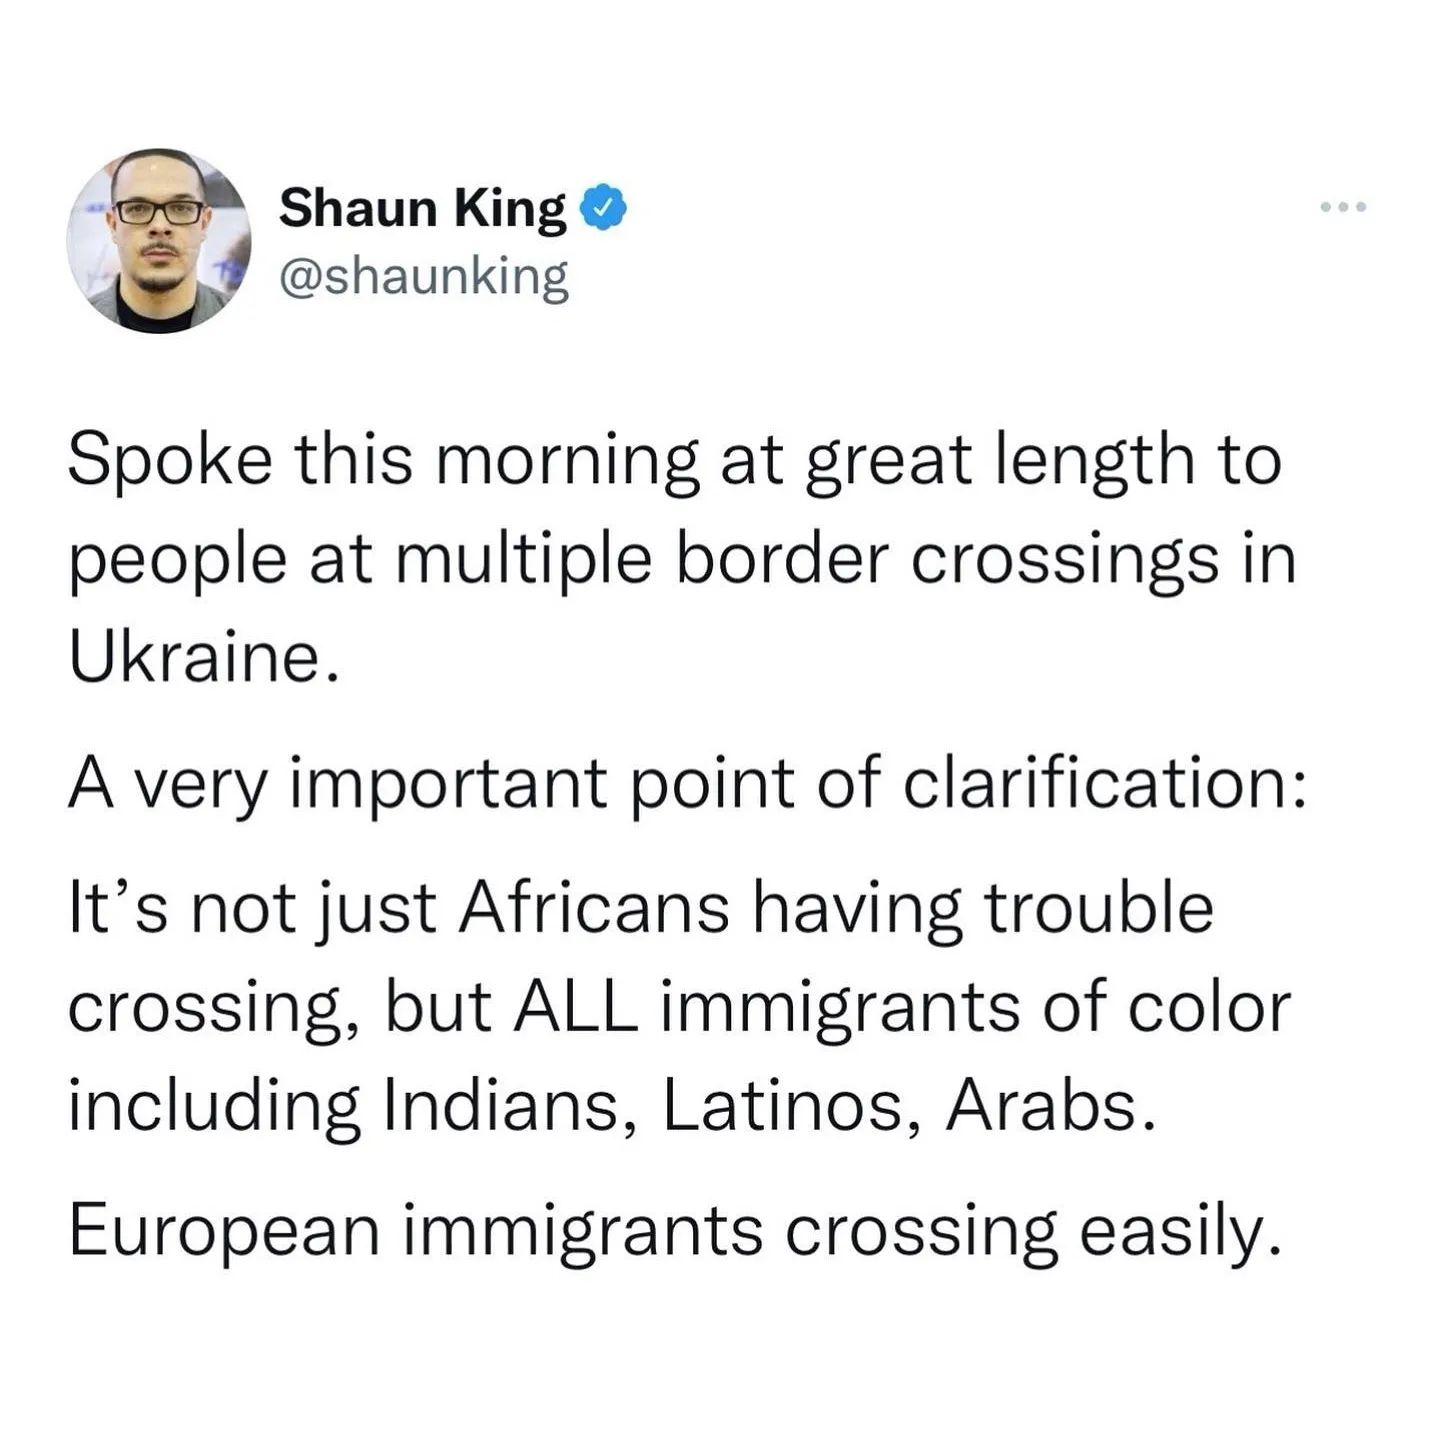 Shaun King
@shaunking
Spoke this morning at great length to
people at multiple border crossings in
Ukraine.
A very important point of clarification:
It’s not just Africans having trouble
crossing, but ALL immigrants of color
including Indians, Latinos, Arabs.
European immigrants crossing easily.